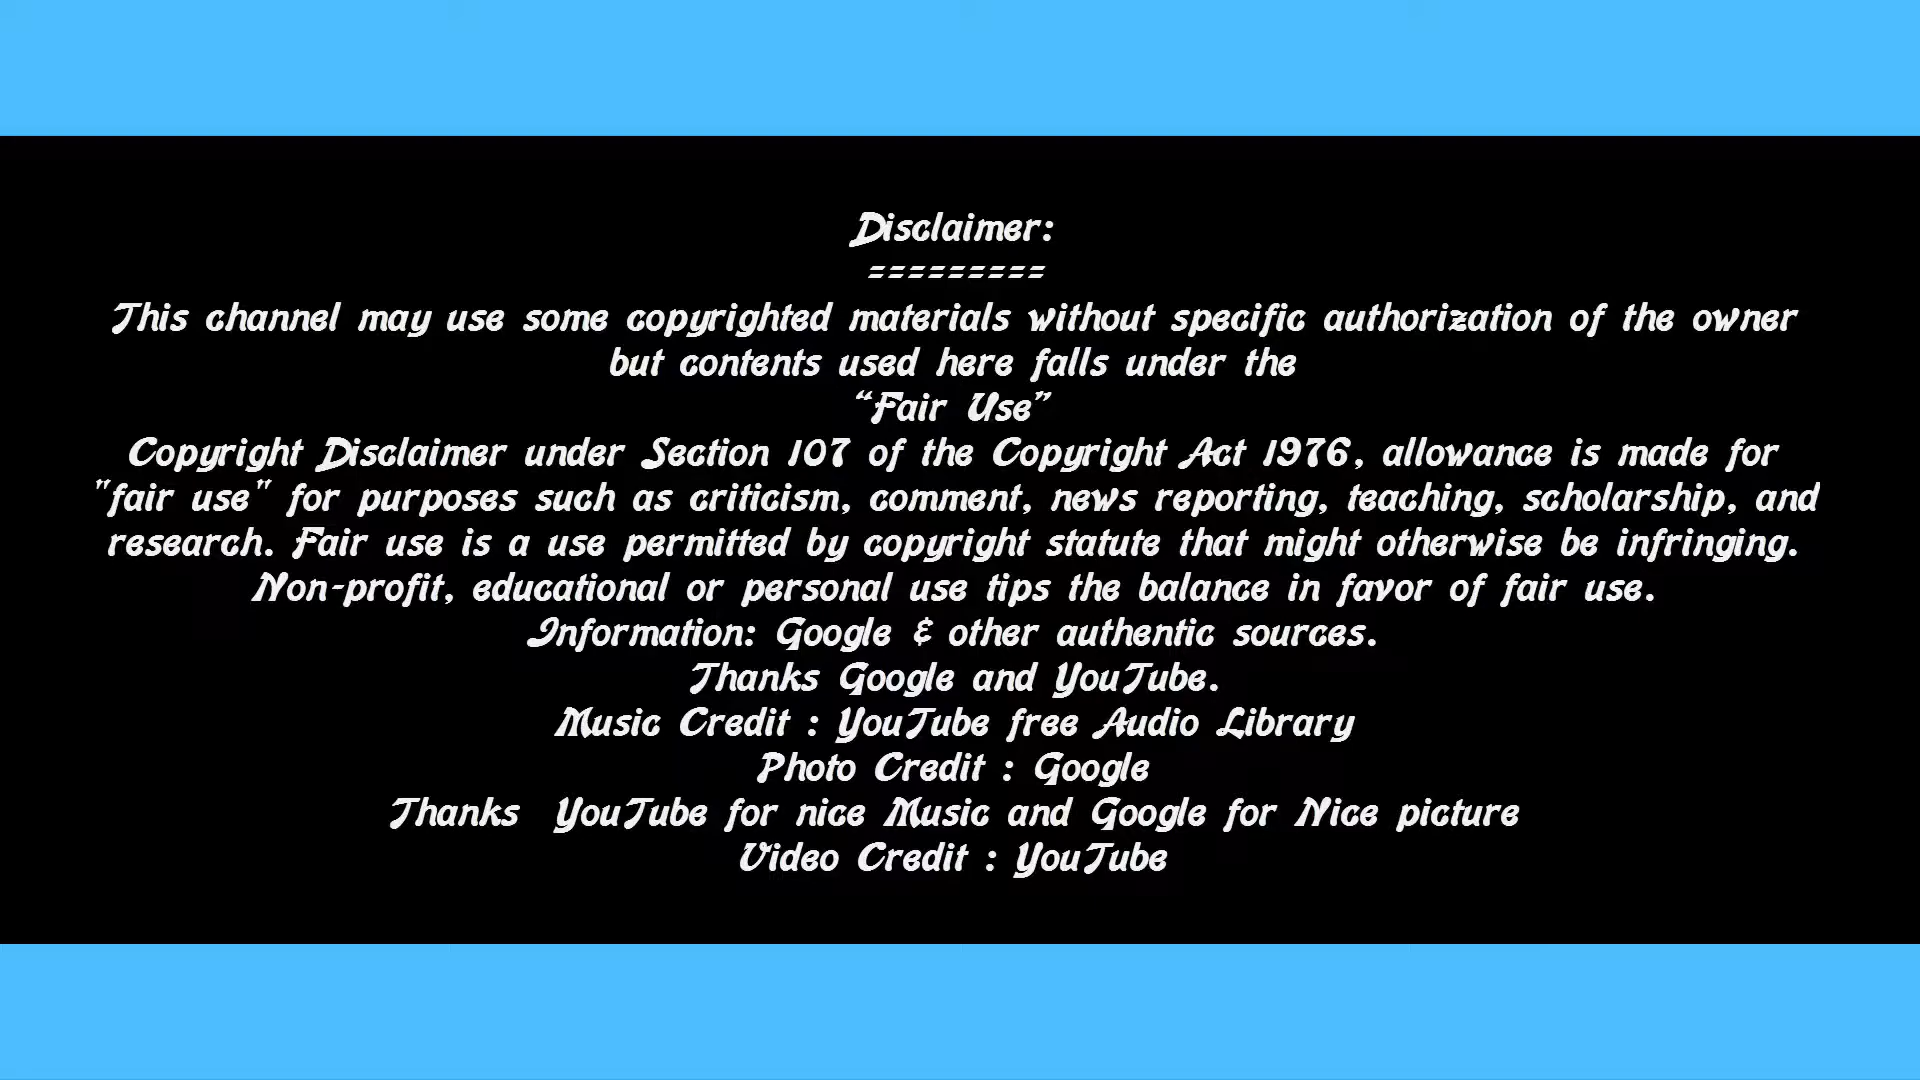 Disclaimer:
=========
This channel may use some copyrighted materials without specific authorization of the owner
but contents used here falls under the
“Fair Use”
Copyright Disclaimer under Section 107 of the Copyright Act 1976, allowance is made for
"fair use" for purposes such as criticism, comment, news reporting, teaching, scholarship, and
research. Fair use is a use permitted by copyright statute that might otherwise be infringing.
Non-profit, educational or personal use tips the balance in favor of fair use.
Information: Google & other authentic sources.
Thanks Google and YouTube.
Music Credit : YouTube free Audio Library
Photo Credit : Google
Thanks  YouTube for nice Music and Google for Nice picture
Video Credit : YouTube